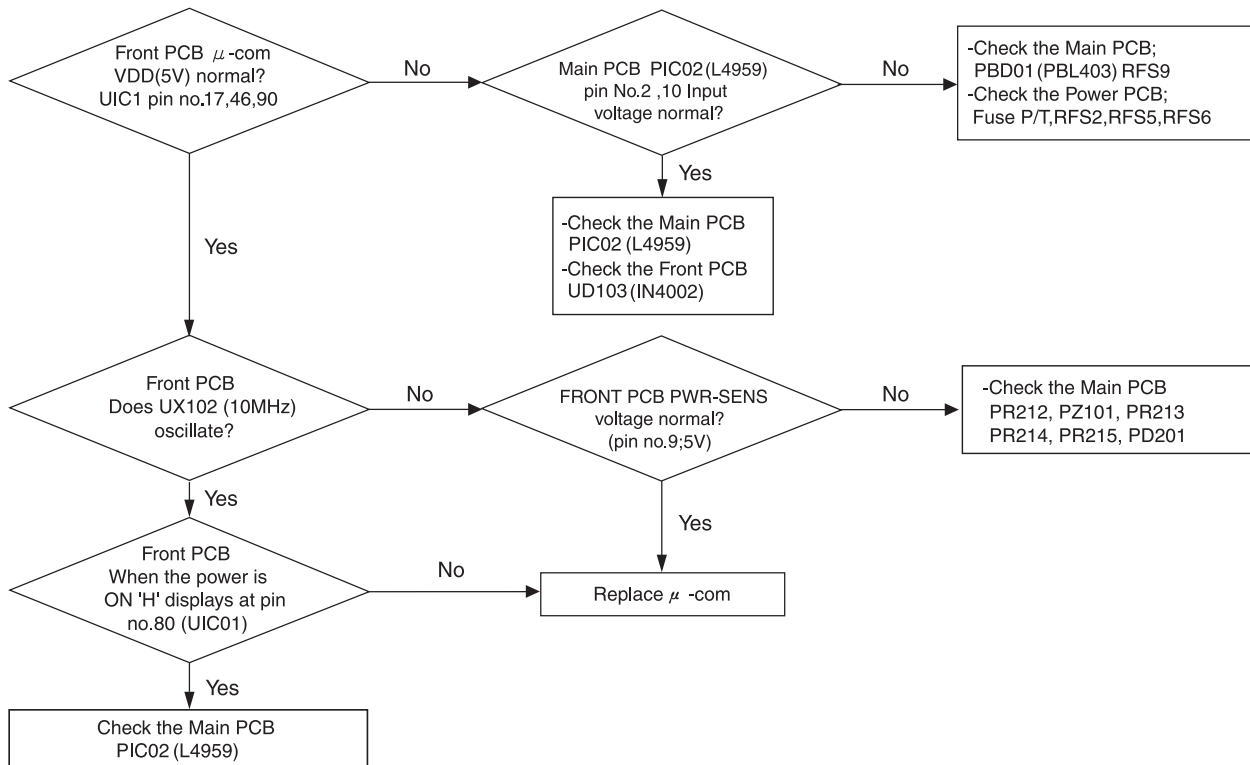 Front PCB μ-com
VDD(5V) normal?
UIC1 pin no.17,46,90
No
Main PCB PIC02(L4959)
pin No.2 ,10 Input
voltage normal?
No
-Check the Main PCB;
PBD01(PBL403) RFS9
-Check the Power PCB;
Fuse P/T,RFS2,RFS5,RFS6
Yes
Yes
-Check the Main PCB
PIC02(L4959)
-Check the Front PCB
UD103(IN4002)
Front PCB
Does UX102 (10MHz)
oscillate?
No
FRONT PCB PWR-SENS
voltage normal?
(pin no.9;5V)
No
-Check the Main PCB
PR212, PZ101, PR213
PR214, PR215, PD201
Yes
Yes
Front PCB
When the power is
ON 'H' displays at pin
no.80 (UIC01)
No
Replace μ -com
Yes
Check the Main PCB
PIC02(L4959)